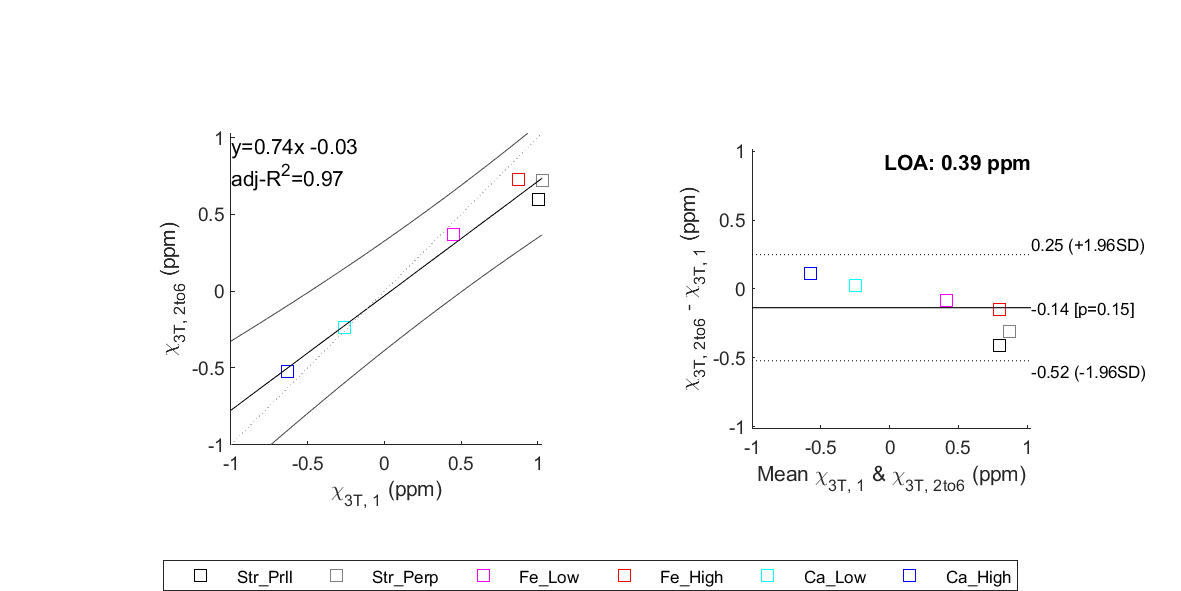 y=0.74x -0.03
adj-R²=0.97
1
0.5
0
-0.5
-1
-1
-0.5
0
0.5
1
χ3T, 2to6 (ppm)
χ3T, 1 (ppm)
LOA: 0.39 ppm
1
0.5
0
-0.5
-1
-1
-0.5
0
0.5
1
χ3T, 2to6 - χ3T, 1 (ppm)
Mean χ3T, 1 & χ3T, 2to6 (ppm)
0.25 (+1.96SD)
-0.14 [p=0.15]
-0.52 (-1.96SD)
Str_Prll Str_Perp Fe_Low Fe_High Ca_Low Ca_High